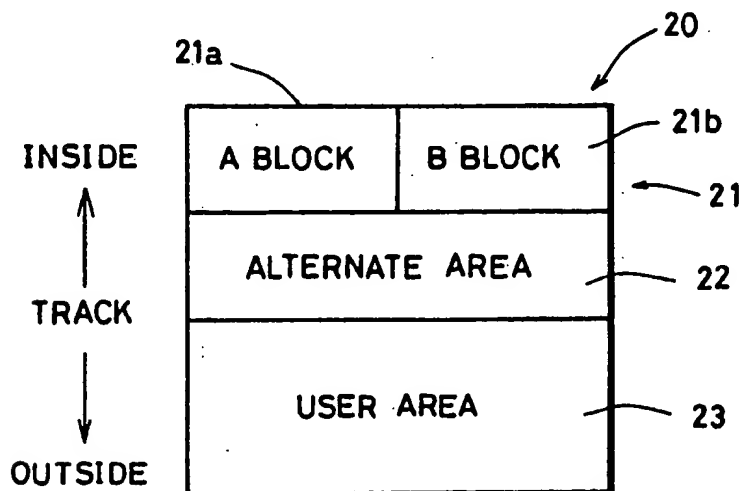 20
21a
21b
INSIDE
A BLOCK
B BLOCK
21
ALTERNATE AREA
22
TRACK
USER AREA
23
OUTSIDE